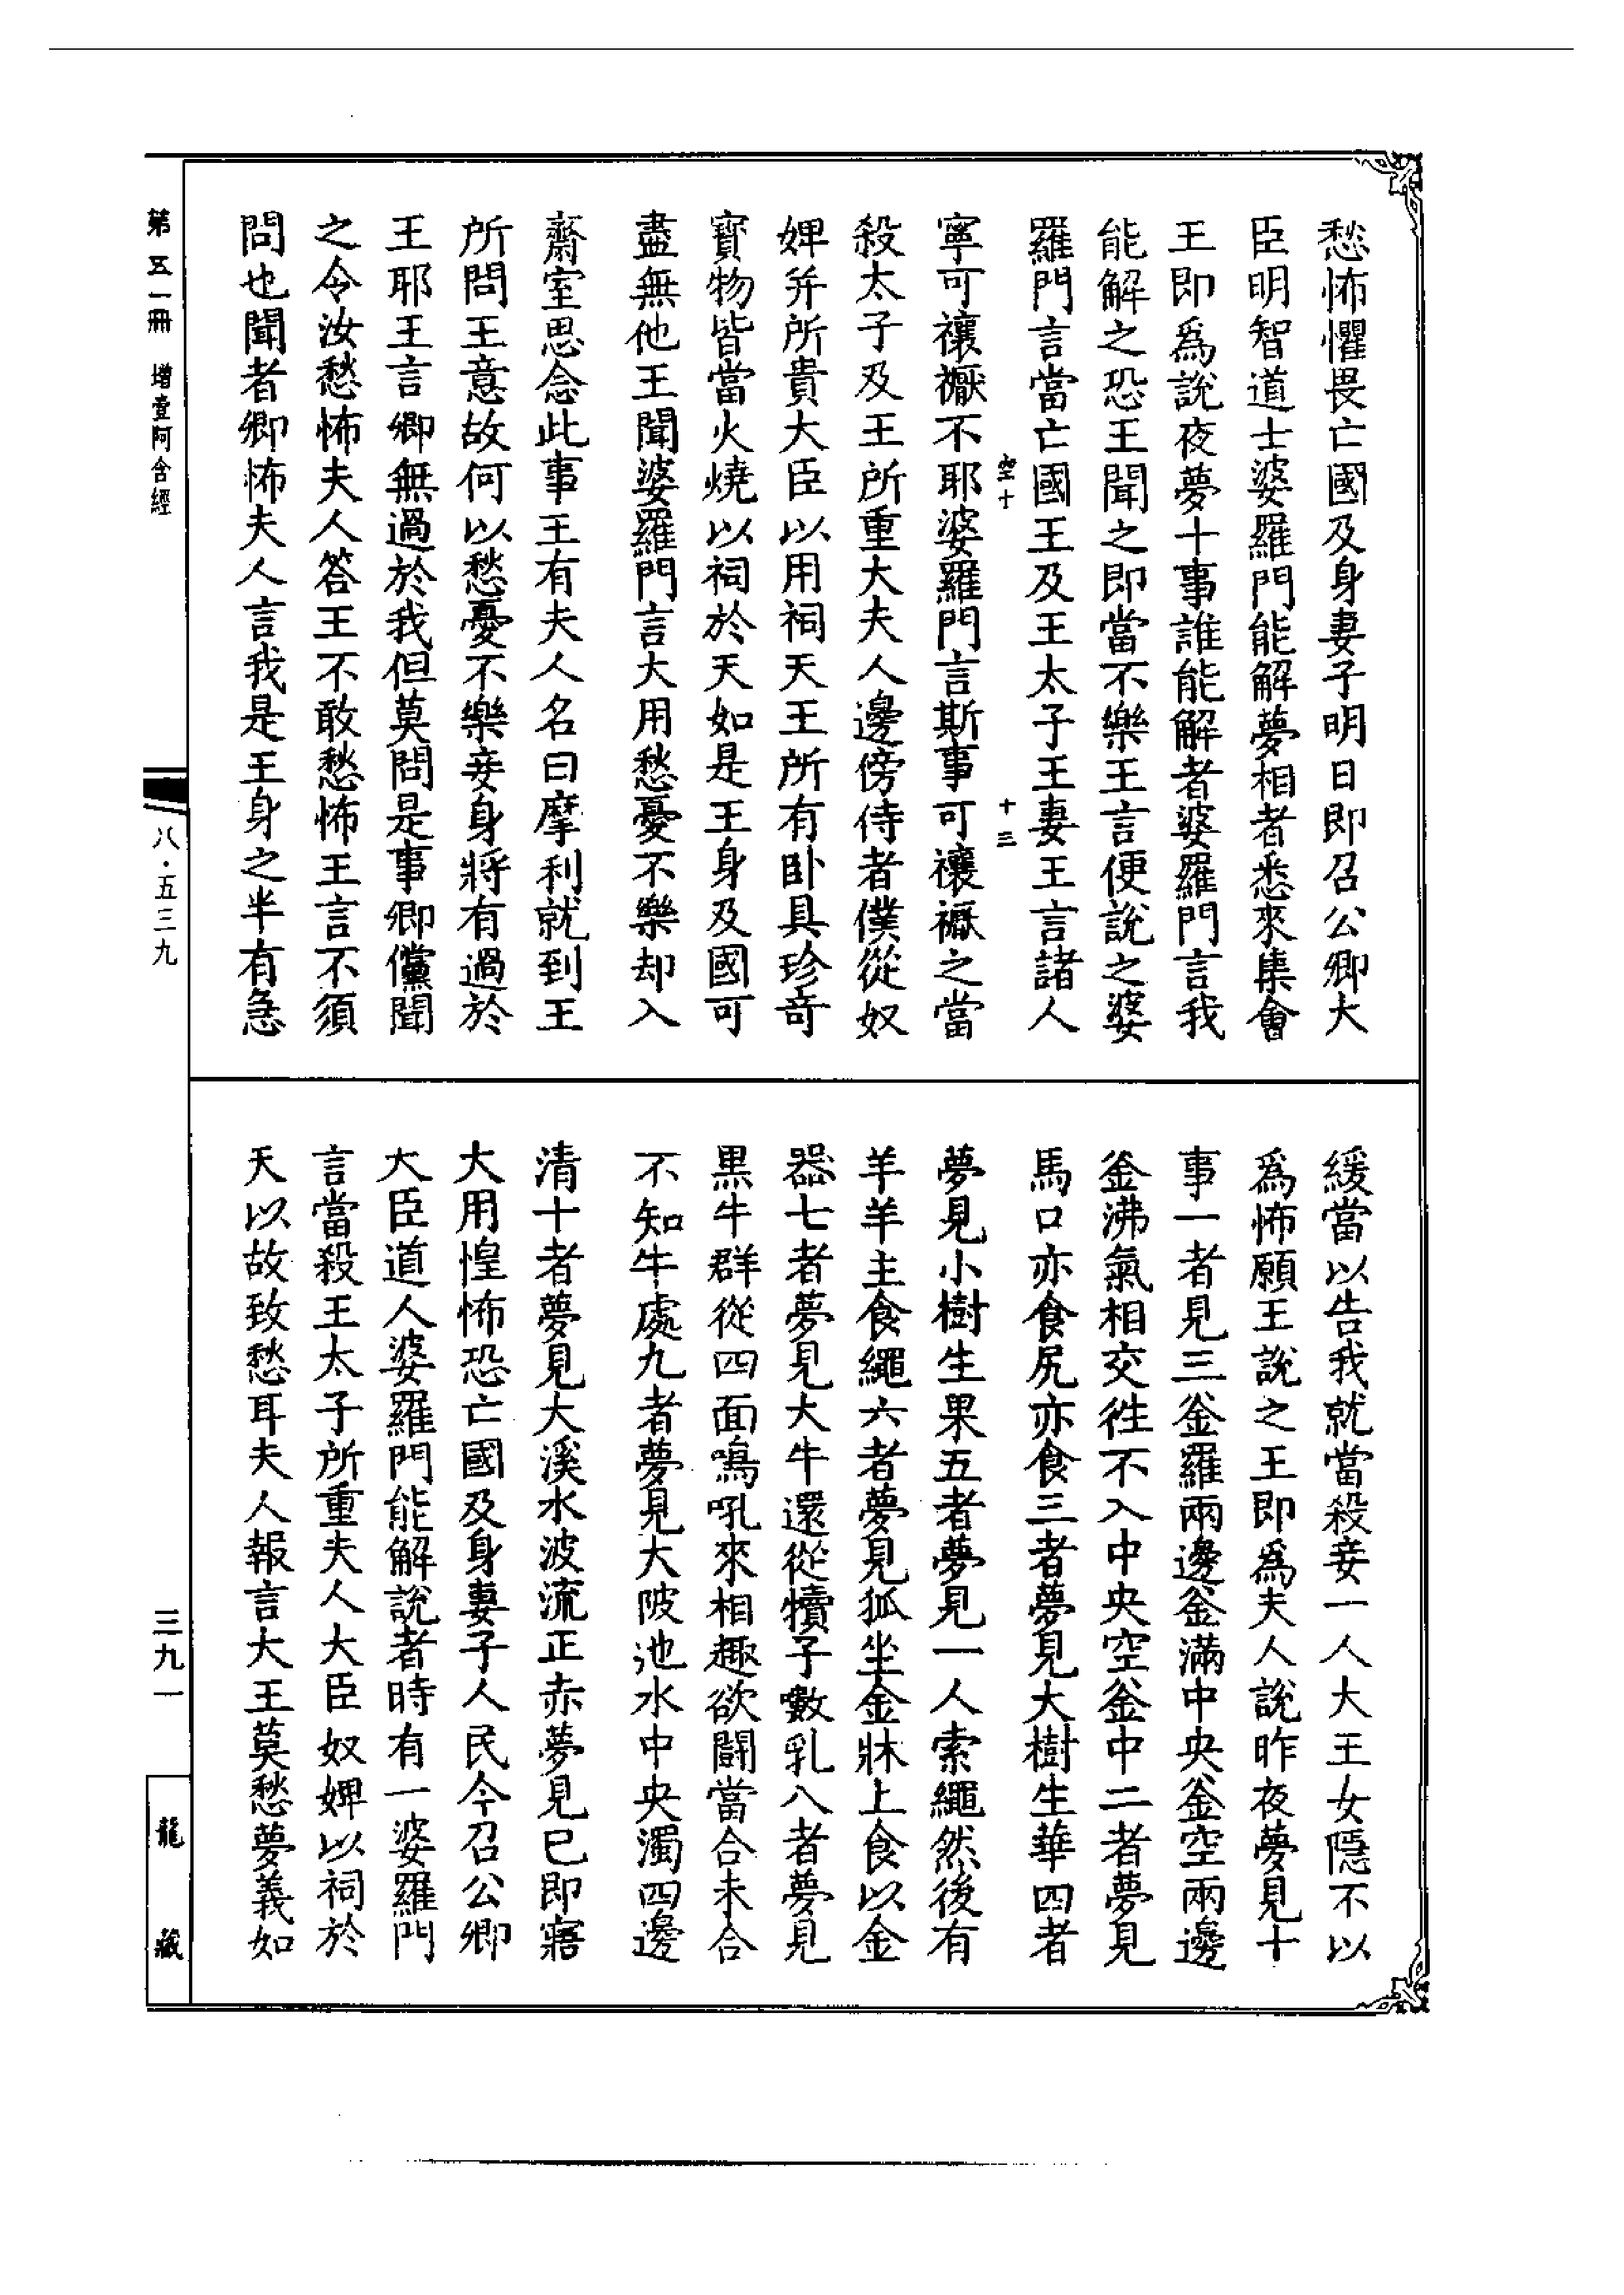 愁怖懼畏亡國及身妻子明日即召公卿大
臣明智道士婆羅門能解夢相者悉來集會
王即爲說夜夢十事誰能解者婆羅門言我
能解之恐王聞之即當不樂王言便說之婆
羅門言當亡國王及王太子王妻王言諸人
十三
寧可禳禰不耶婆羅門言斯事可禳禰之當
殺太子及王所重大夫人邊傍侍者僕從奴
婢并所貴大臣以用祠天王所有卧具珍奇
寶物皆當火燒以祠於天如是王身及國可
盡無他王聞婆羅門言大用愁憂不樂却入
齋室思念此事王有夫人名曰摩利就到王
所問王意故何以愁憂不樂妾身將有過於
王耶王言卿無過於我但莫問是事卿儻聞
之令汝愁怖夫人答王不敢愁怖王言不須
問也聞者卿怖夫人言我是王身之半有急
緩當以告我就當殺妾一人大王女隱不以
爲怖願王說之王即爲夫人說昨夜夢見十
事一者見三釡羅兩邊釡滿中央釡空兩邊
釡沸氣相交徃不入中央空釡中二者夢見
馬口亦食尻亦食三者夢見大樹生華四者
夢見小樹生果五者夢見一人索繩然後有
羊羊主食繩六者夢見狐坐金牀上食以金
器七者夢見大牛還從犢子𠿝乳八者夢見
黑牛群從四面鳴吼來相趣欲鬪當合未合
不知牛處九者夢見大陂池水中央濁四邊
清十者夢見大溪水波流正赤夢見已即寤
大用惶怖恐亡國及身妻子人民今召公卿
大臣道人婆羅門能解說者時有一婆羅門
言當殺王太子所重夫人大臣奴婢以祠於
天以故致愁耳夫人報言大王莫愁夢義如
第五一冊 增壹阿含經
八·五三九
三九一
龍藏